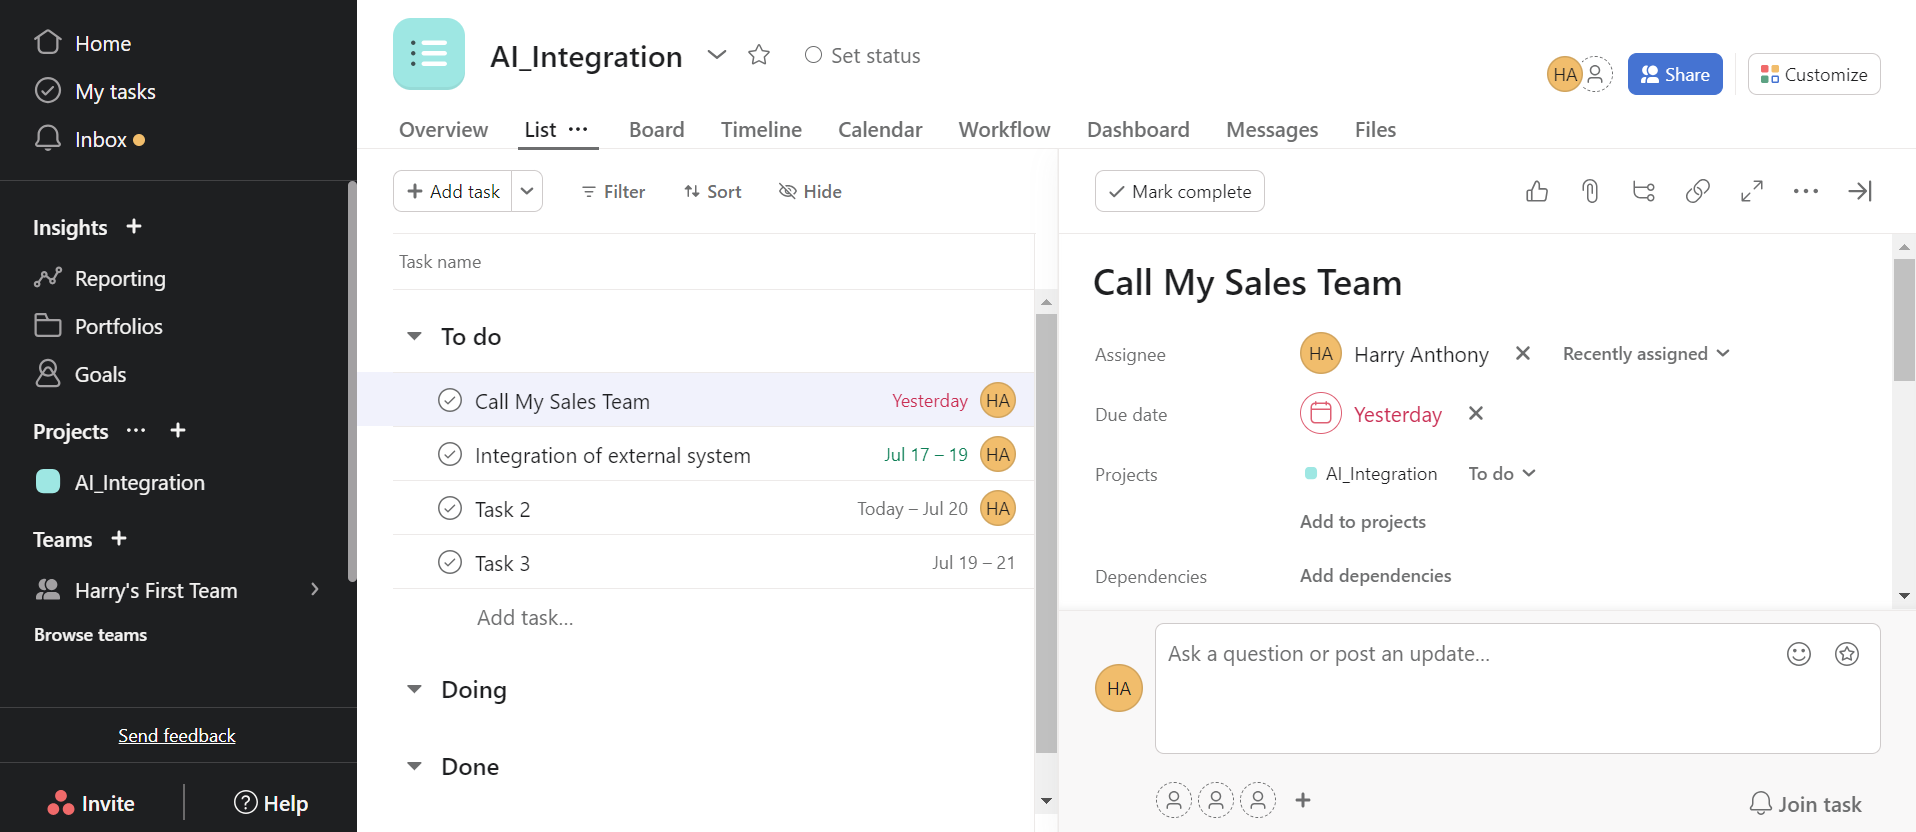 Home
My tasks
Inbox
Insights
Reporting
Portfolios
Goals
Projects
AI_Integration
Teams
Harry's First Team
Browse teams
Send feedback
Invite
Help
AI_Integration
Set status
HA
Share
Customize
Overview
List
Board
Timeline
Calendar
Workflow
Dashboard
Messages
Files
Add task
Filter
Sort
Hide
Task name
To do
Call My Sales Team Yesterday HA
Integration of external system Jul 17 – 19 HA
Task 2 Today – Jul 20 HA
Task 3 Jul 19 – 21
Add task...
Doing
Done
Mark complete
Call My Sales Team
Assignee HA Harry Anthony Recently assigned
Due date Yesterday
Projects AI_Integration To do
Add to projects
Dependencies Add dependencies
HA
Ask a question or post an update...
Join task